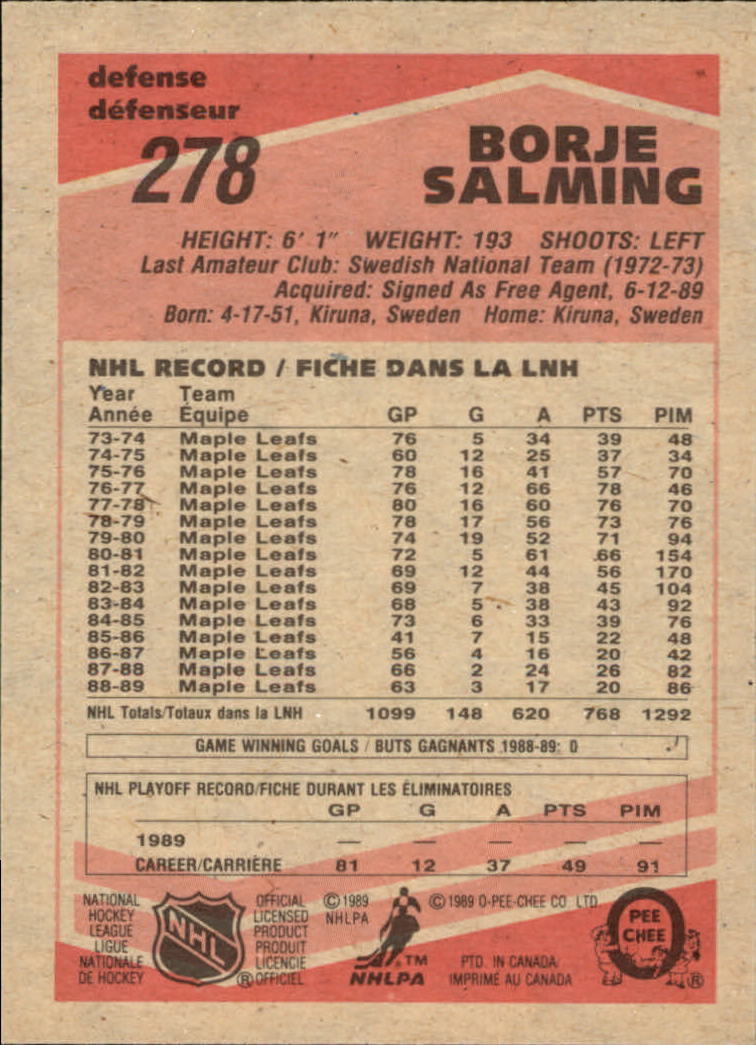 defense
défenseur
278
BORJE
SALMING
HEIGHT: 6' 1" WEIGHT: 193 SHOOTS: LEFT
Last Amateur Club: Swedish National Team (1972-73)
Acquired: Signed As Free Agent, 6-12-89
Born: 4-17-51, Kiruna, Sweden Home: Kiruna, Sweden
NHL RECORD / FICHE DANS LA LNH
Year Team
Année Équipe GP G A PTS PIM
73-74 Maple Leafs 76 5 34 39 48
74-75 Maple Leafs 60 12 25 37 34
75-76 Maple Leafs 78 16 41 57 70
76-77 Maple Leafs 76 12 66 78 46
77-78 Maple Leafs 80 16 60 76 70
78-79 Maple Leafs 78 17 56 73 76
79-80 Maple Leafs 74 19 52 71 94
80-81 Maple Leafs 72 5 61 66 154
81-82 Maple Leafs 69 12 44 56 170
82-83 Maple Leafs 69 7 38 45 104
83-84 Maple Leafs 68 5 38 43 92
84-85 Maple Leafs 73 6 33 39 76
85-86 Maple Leafs 41 7 15 22 48
86-87 Maple Leafs 56 4 16 20 42
87-88 Maple Leafs 66 2 24 26 82
88-89 Maple Leafs 63 3 17 20 86
NHL Totals/Totaux dans la LNH 1099 148 620 768 1292
GAME WINNING GOALS / BUTS GAGNANTS 1988-89: 0
NHL PLAYOFF RECORD/FICHE DURANT LES ÉLIMINATOIRES
GP G A PTS PIM
1989 — — — — —
CAREER/CARRIÈRE 81 12 37 49 91
NATIONAL
HOCKEY
LEAGUE
LIGUE
NATIONALE
DE HOCKEY
NHL
®
OFFICIAL
LICENSED
PRODUCT
PRODUIT
LICENCIE
OFFICIEL
© 1989
NHLPA
TM
NHLPA
© 1989 O-PEE-CHEE CO. LTD.
PTD. IN CANADA
IMPRIMÉ AU CANADA
PEE
CHEE
®